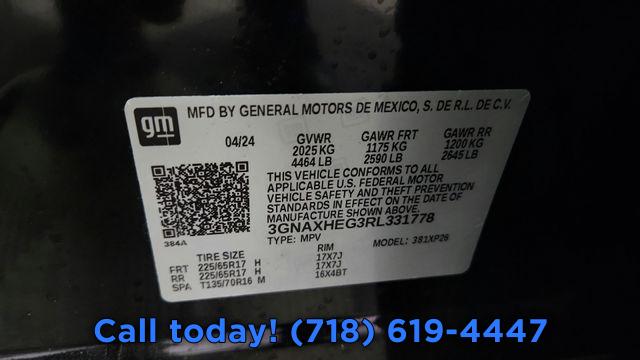 gm
MFD BY GENERAL MOTORS DE MEXICO, S. DE R.L. DE C.V.
04/24 GVWR GAWR FRT GAWR RR
2025 KG 1175 KG 1200 KG
4464 LB 2590 LB 2645 LB
THIS VEHICLE CONFORMS TO ALL
APPLICABLE U.S. FEDERAL MOTOR
VEHICLE SAFETY AND THEFT PREVENTION
STANDARDS IN EFFECT ON THE DATE OF
MANUFACTURE SHOWN ABOVE.
3GNAXHEG3RL331778
384A
TYPE: MPV MODEL: 381XP26
TIRE SIZE RIM
FRT 225/65R17 H 17X7J
RR 225/65R17 H 17X7J
SPA T135/70R16 M 16X4BT
Call today! (718) 619-4447